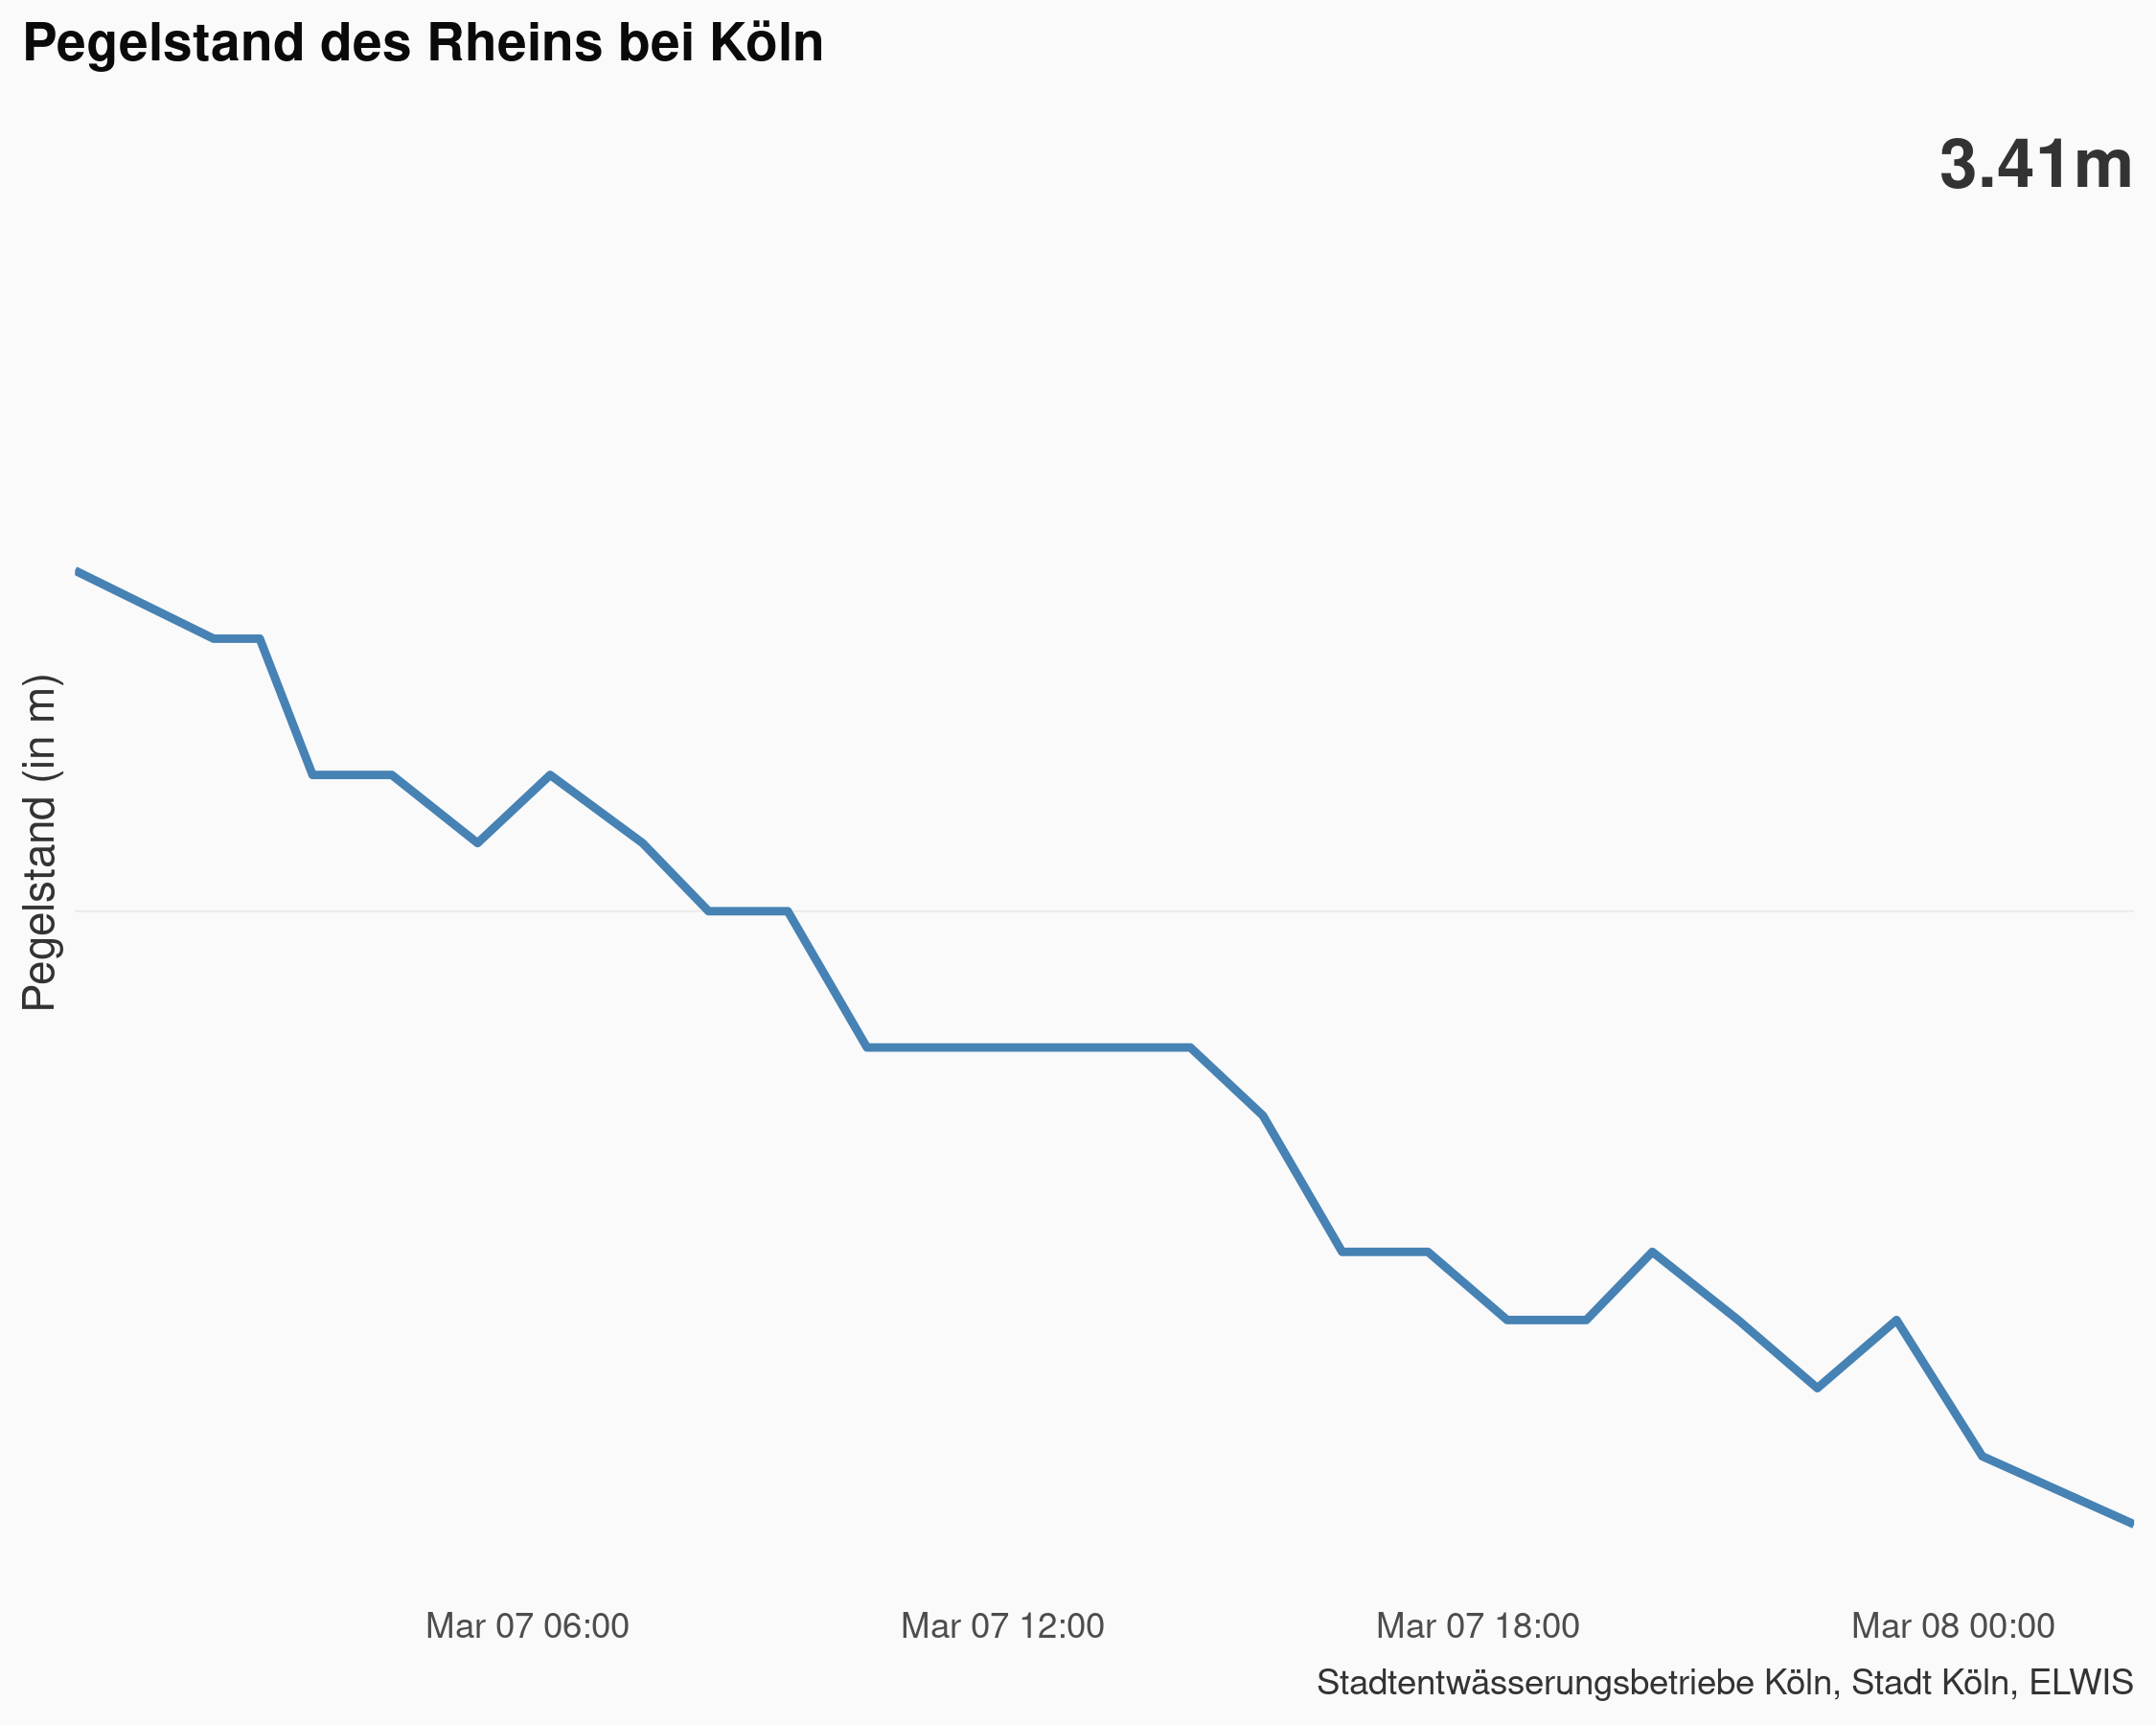 Pegelstand des Rheins bei Köln
3.41m
Pegelstand (in m)
Mar 07 06:00
Mar 07 12:00
Mar 07 18:00
Mar 08 00:00
Stadtentwässerungsbetriebe Köln, Stadt Köln, ELWIS